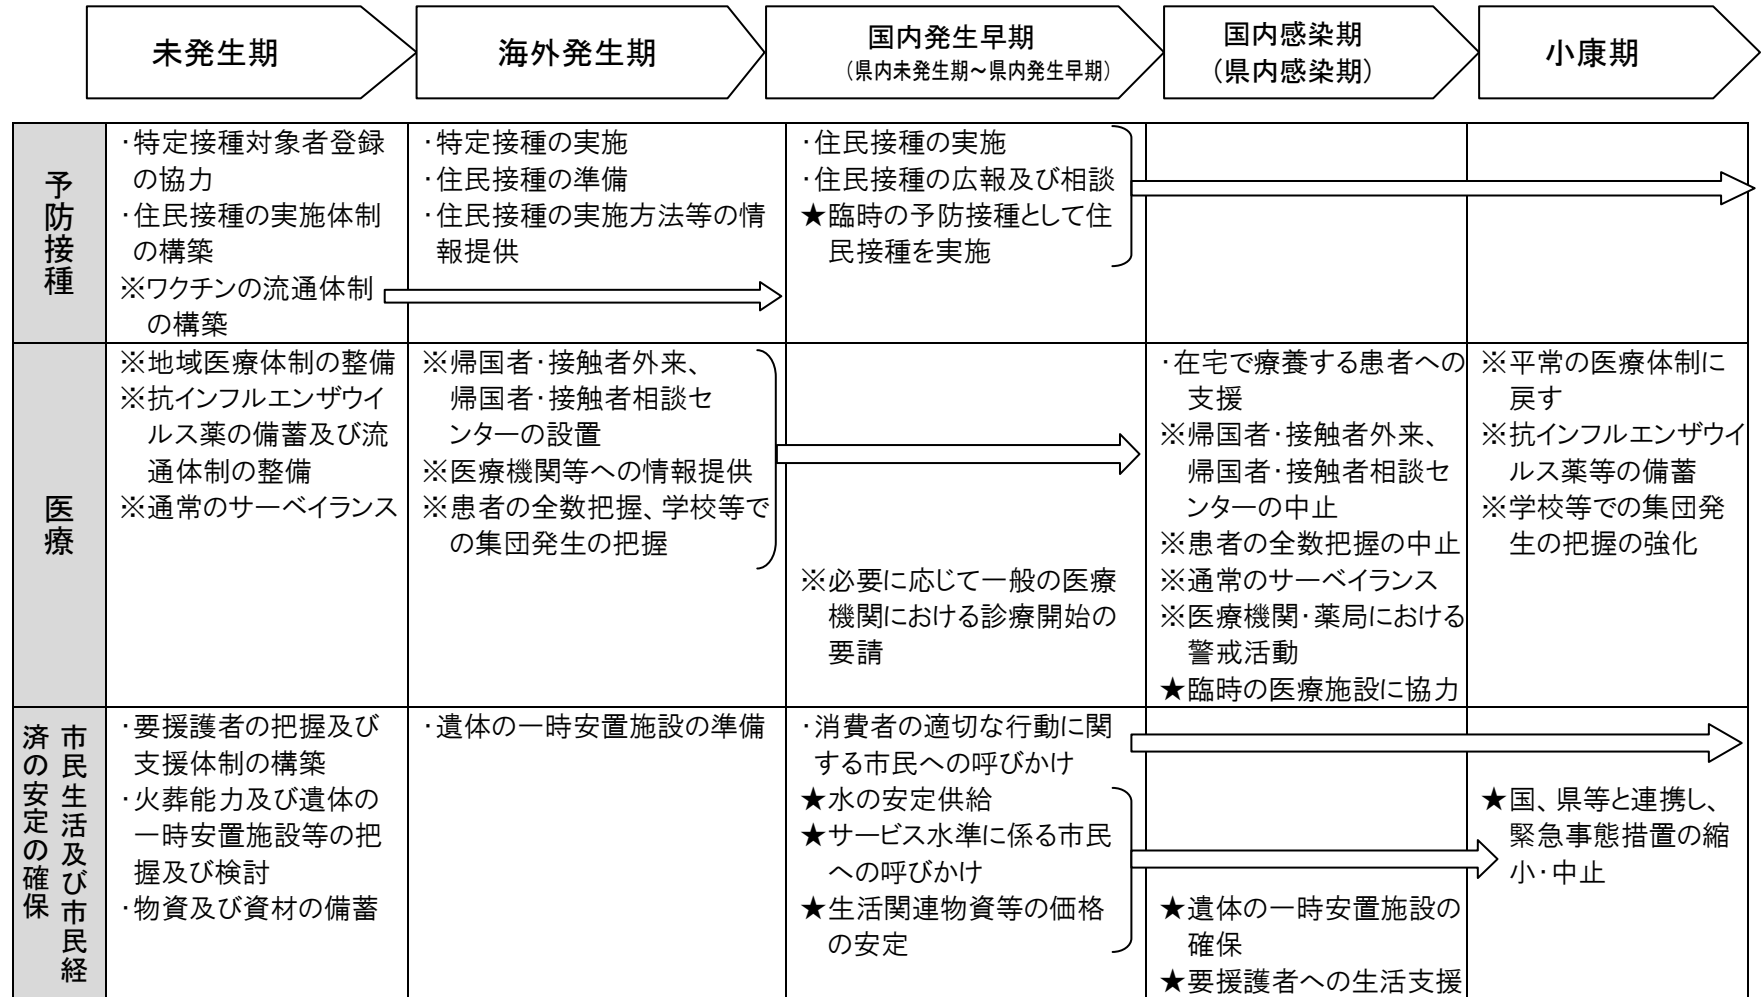 未発生期
海外発生期
国内発生早期
(県内未発生期～県内発生早期)
国内感染期
(県内感染期)
小康期
予防接種
・特定接種対象者登録
の協力
・住民接種の実施体制
の構築
※ワクチンの流通体制
の構築
・特定接種の実施
・住民接種の準備
・住民接種の実施方法等の情
報提供
・住民接種の実施
・住民接種の広報及び相談
★臨時の予防接種として住
民接種を実施
医療
※地域医療体制の整備
※抗インフルエンザウイ
ルス薬の備蓄及び流
通体制の整備
※通常のサーベイランス
※帰国者・接触者外来、
帰国者・接触者相談セ
ンターの設置
※医療機関等への情報提供
※患者の全数把握、学校等で
の集団発生の把握
※必要に応じて一般の医療
機関における診療開始の
要請
・在宅で療養する患者への
支援
※帰国者・接触者外来、
帰国者・接触者相談セ
ンターの中止
※患者の全数把握の中止
※通常のサーベイランス
※医療機関・薬局における
警戒活動
★臨時の医療施設に協力
※平常の医療体制に
戻す
※抗インフルエンザウイ
ルス薬等の備蓄
※学校等での集団発
生の把握の強化
市民生活及び市民経
済の安定の確保
・要援護者の把握及び
支援体制の構築
・火葬能力及び遺体の
一時安置施設等の把
握及び検討
・物資及び資材の備蓄
・遺体の一時安置施設の準備
・消費者の適切な行動に関
する市民への呼びかけ
★水の安定供給
★サービス水準に係る市民
への呼びかけ
★生活関連物資等の価格
の安定
★遺体の一時安置施設の
確保
★要援護者への生活支援
★国、県等と連携し、
緊急事態措置の縮
小・中止